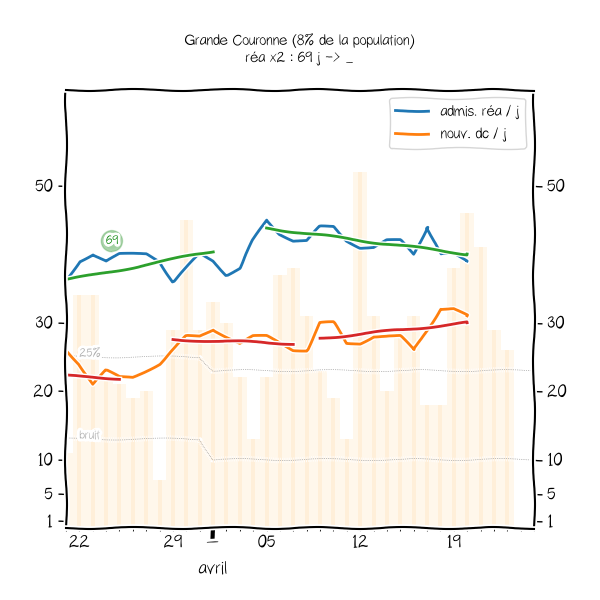 Grande Couronne (8% de la population)
réa x2 : 69 j -> _
admis. réa / j
nouv. dc / j
50 50
69
30 30
25%
20 20
bruit
10 10
5 5
1 1
22 29 1 05 12 19
avril